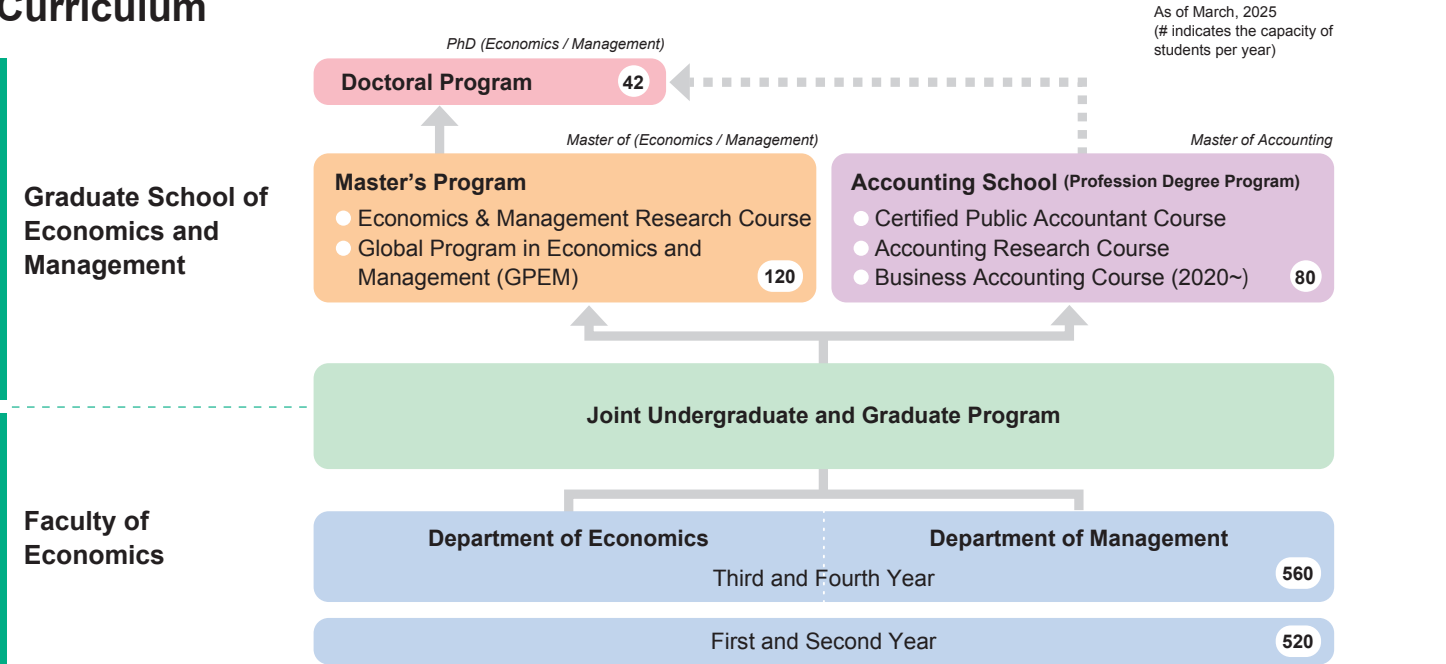 Curriculum
As of March, 2025
(# indicates the capacity of
students per year)
PhD (Economics / Management)
Doctoral Program 42
Master of (Economics / Management)
Master of Accounting
Graduate School of
Economics and
Management
Master’s Program
Economics & Management Research Course
Global Program in Economics and
Management (GPEM) 120
Accounting School (Profession Degree Program)
Certified Public Accountant Course
Accounting Research Course
Business Accounting Course (2020~) 80
Joint Undergraduate and Graduate Program
Faculty of
Economics
Department of Economics
Department of Management
Third and Fourth Year 560
First and Second Year 520